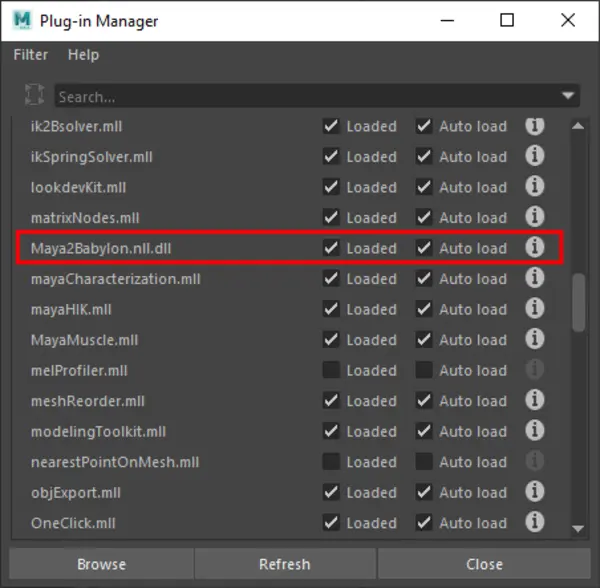 Plug-in Manager
Filter Help
Search...
ik2Bsolver.mll Loaded Auto load
ikSpringSolver.mll Loaded Auto load
lookdevKit.mll Loaded Auto load
matrixNodes.mll Loaded Auto load
Maya2Babylon.nll.dll Loaded Auto load
mayaCharacterization.mll Loaded Auto load
mayaHIK.mll Loaded Auto load
MayaMuscle.mll Loaded Auto load
melProfiler.mll Loaded Auto load
meshReorder.mll Loaded Auto load
modelingToolkit.mll Loaded Auto load
nearestPointOnMesh.mll Loaded Auto load
objExport.mll Loaded Auto load
OneClick.mll Loaded Auto load
Browse Refresh Close